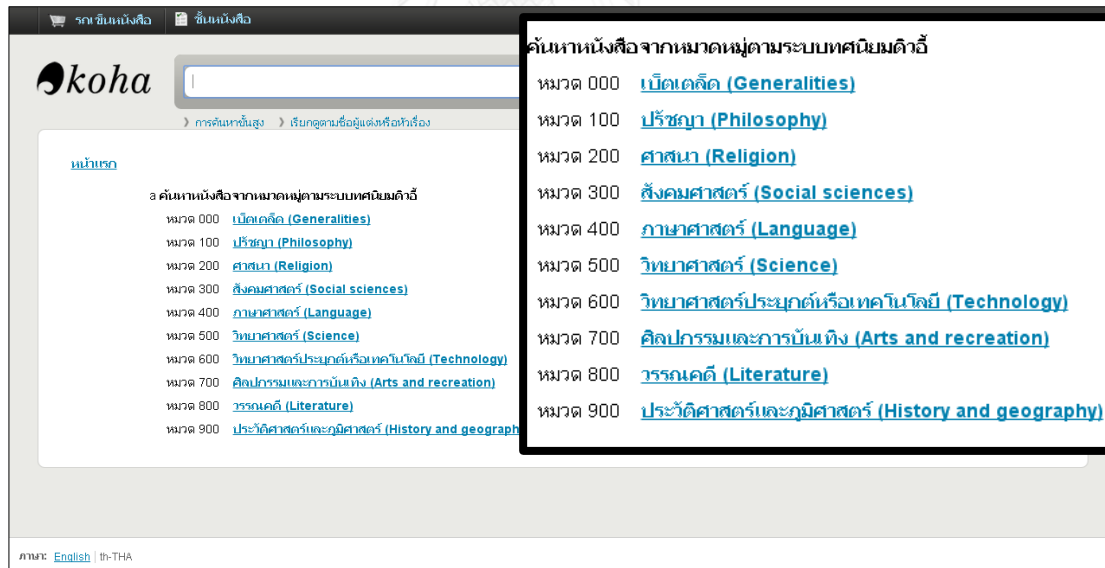 รถเข็นหนังสือ ชั้นหนังสือ
koha
การค้นหาขั้นสูง เรียกดูตามชื่อผู้แต่งหรือหัวเรื่อง
หน้าแรก
a ค้นหาหนังสือจากหมาดหมู่ตามระบบทศนิยมดิวอี้
หมวด 000 เบ็ตเตล็ด (Generalities)
หมวด 100 ปรัชญา (Philosophy)
หมวด 200 ศาสนา (Religion)
หมวด 300 สังคมศาสตร์ (Social sciences)
หมวด 400 ภาษาศาสตร์ (Language)
หมวด 500 วิทยาศาสตร์ (Science)
หมวด 600 วิทยาศาสตร์ประยุกต์หรือเทคโนโลยี (Technology)
หมวด 700 ศิลปกรรมและการบันเทิง (Arts and recreation)
หมวด 800 วรรณคดี (Literature)
หมวด 900 ประวัติศาสตร์และภูมิศาสตร์ (History and geograph
ค้นหาหนังสือจากหมาดหมู่ตามระบบทศนิยมดิวอี้
หมวด 000 เบ็ตเตล็ด (Generalities)
หมวด 100 ปรัชญา (Philosophy)
หมวด 200 ศาสนา (Religion)
หมวด 300 สังคมศาสตร์ (Social sciences)
หมวด 400 ภาษาศาสตร์ (Language)
หมวด 500 วิทยาศาสตร์ (Science)
หมวด 600 วิทยาศาสตร์ประยุกต์หรือเทคโนโลยี (Technology)
หมวด 700 ศิลปกรรมและการบันเทิง (Arts and recreation)
หมวด 800 วรรณคดี (Literature)
หมวด 900 ประวัติศาสตร์และภูมิศาสตร์ (History and geography)
ภาษา: English | th-THA